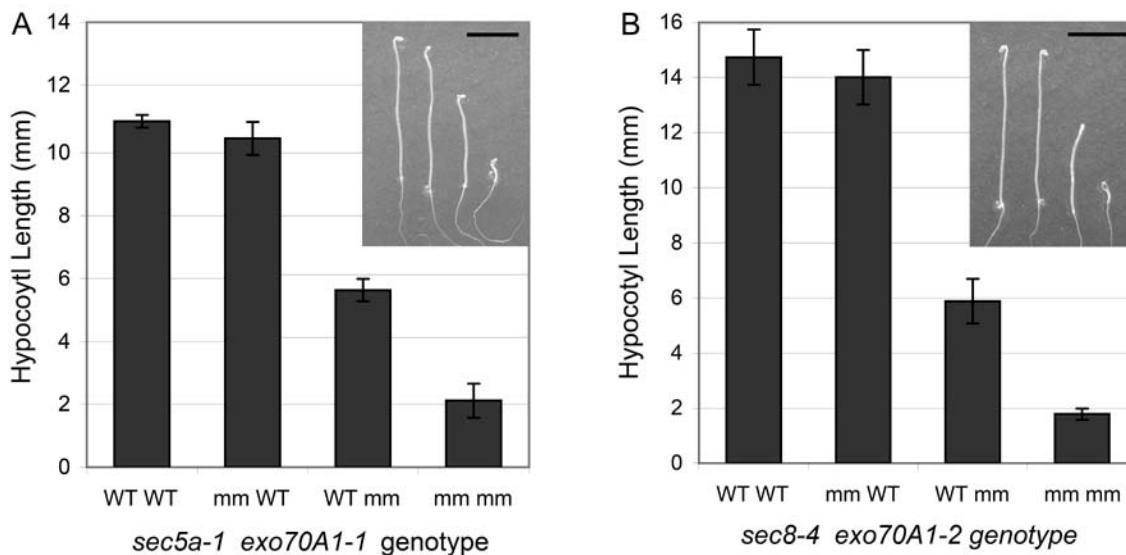 A
Hypocoytl Length (mm)
14
12
10
8
6
4
2
0
WT WT mm WT WT mm mm mm
sec5a-1 exo70A1-1 genotype
B
Hypocotyl Length (mm)
16
14
12
10
8
6
4
2
0
WT WT mm WT WT mm mm mm
sec8-4 exo70A1-2 genotype